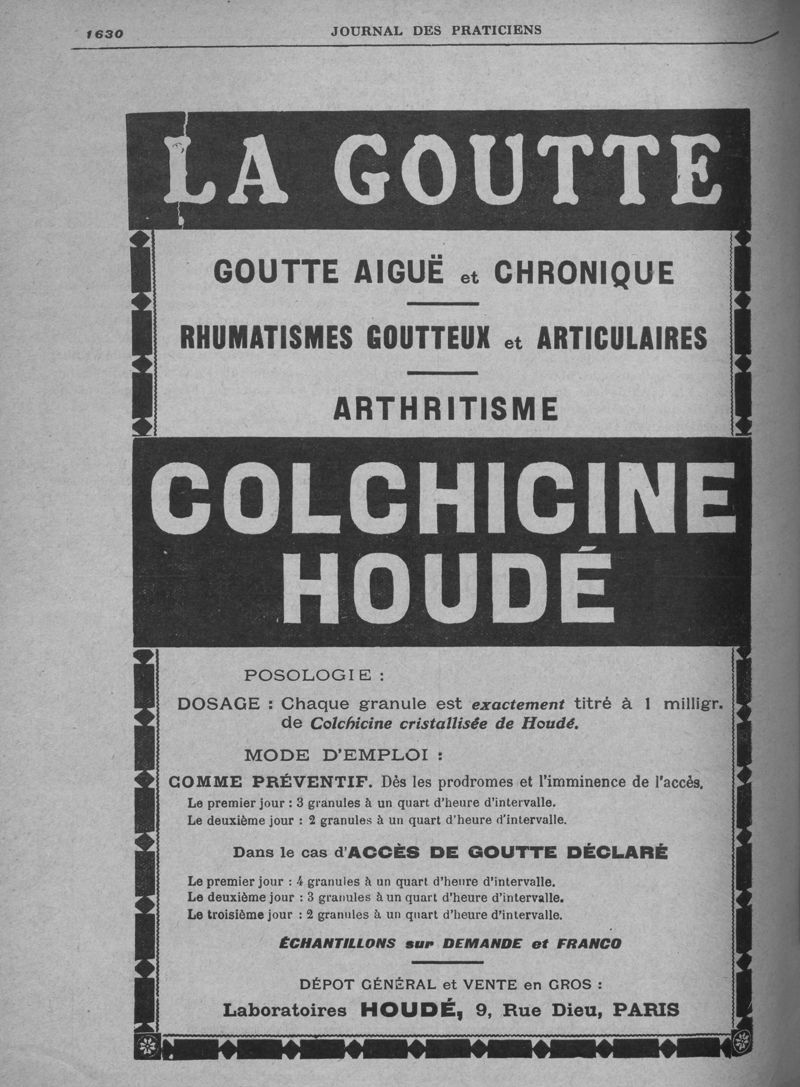 1630
JOURNAL DES PRATICIENS
LA GOUTTE
GOUTTE AIGUË et CHRONIQUE
RHUMATISMES GOUTTEUX et ARTICULAIRES
ARTHRITISME
COLCHICINE
HOUDÉ
POSOLOGIE :
DOSAGE : Chaque granule est exactement titré à 1 milligr.
de Colchicine cristallisée de Houdé.
MODE D'EMPLOI :
COMME PRÉVENTIF. Dès les prodromes et l'imminence de l'accès.
Le premier jour : 3 granules à un quart d'heure d'intervalle.
Le deuxième jour : 2 granules à un quart d'heure d'intervalle.
Dans le cas d'ACCÈS DE GOUTTE DÉCLARÉ
Le premier jour : 4 granules à un quart d'heure d'intervalle.
Le deuxième jour : 3 granules à un quart d'heure d'intervalle.
Le troisième jour : 2 granules à un quart d'heure d'intervalle.
ÉCHANTILLONS sur DEMANDE et FRANCO
DÉPOT GÉNÉRAL et VENTE en GROS :
Laboratoires HOUDÉ, 9, Rue Dieu, PARIS